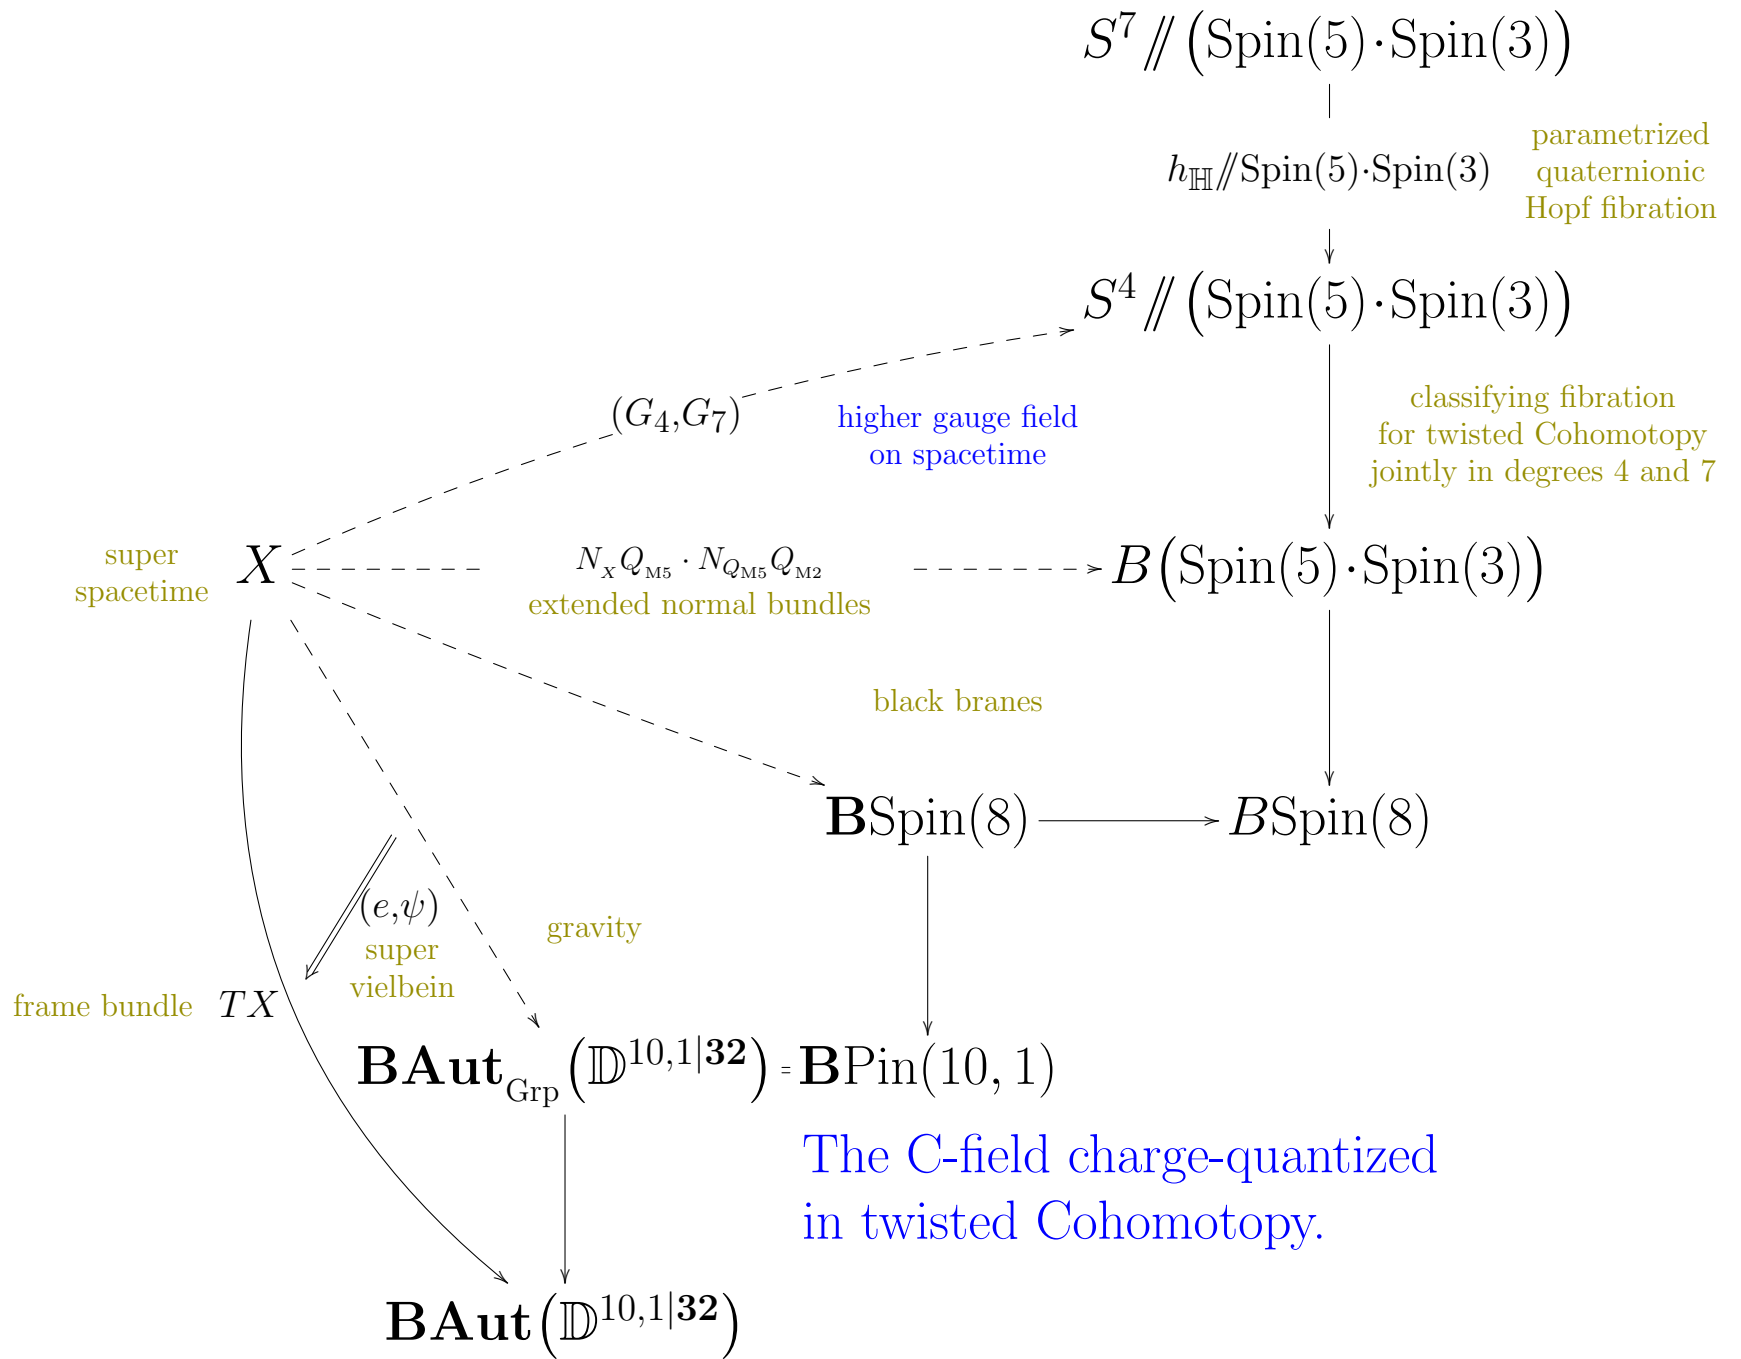 S⁷⫽(Spin(5)·Spin(3))
h_ℍ⫽Spin(5)·Spin(3)
parametrized
quaternionic
Hopf fibration
S⁴⫽(Spin(5)·Spin(3))
(G₄,G₇)
higher gauge field
on spacetime
classifying fibration
for twisted Cohomotopy
jointly in degrees 4 and 7
super
spacetime
X
N_X Q_M5 · N_{Q_M5} Q_M2
extended normal bundles
B(Spin(5)·Spin(3))
black branes
𝐁Spin(8)
BSpin(8)
(e,ψ)
super
vielbein
gravity
frame bundle
TX
𝐁𝐀𝐮𝐭_Grp(𝔻^{10,1|𝟑𝟐}) = 𝐁Pin(10, 1)
The C-field charge-quantized
in twisted Cohomotopy.
𝐁𝐀𝐮𝐭(𝔻^{10,1|𝟑𝟐})